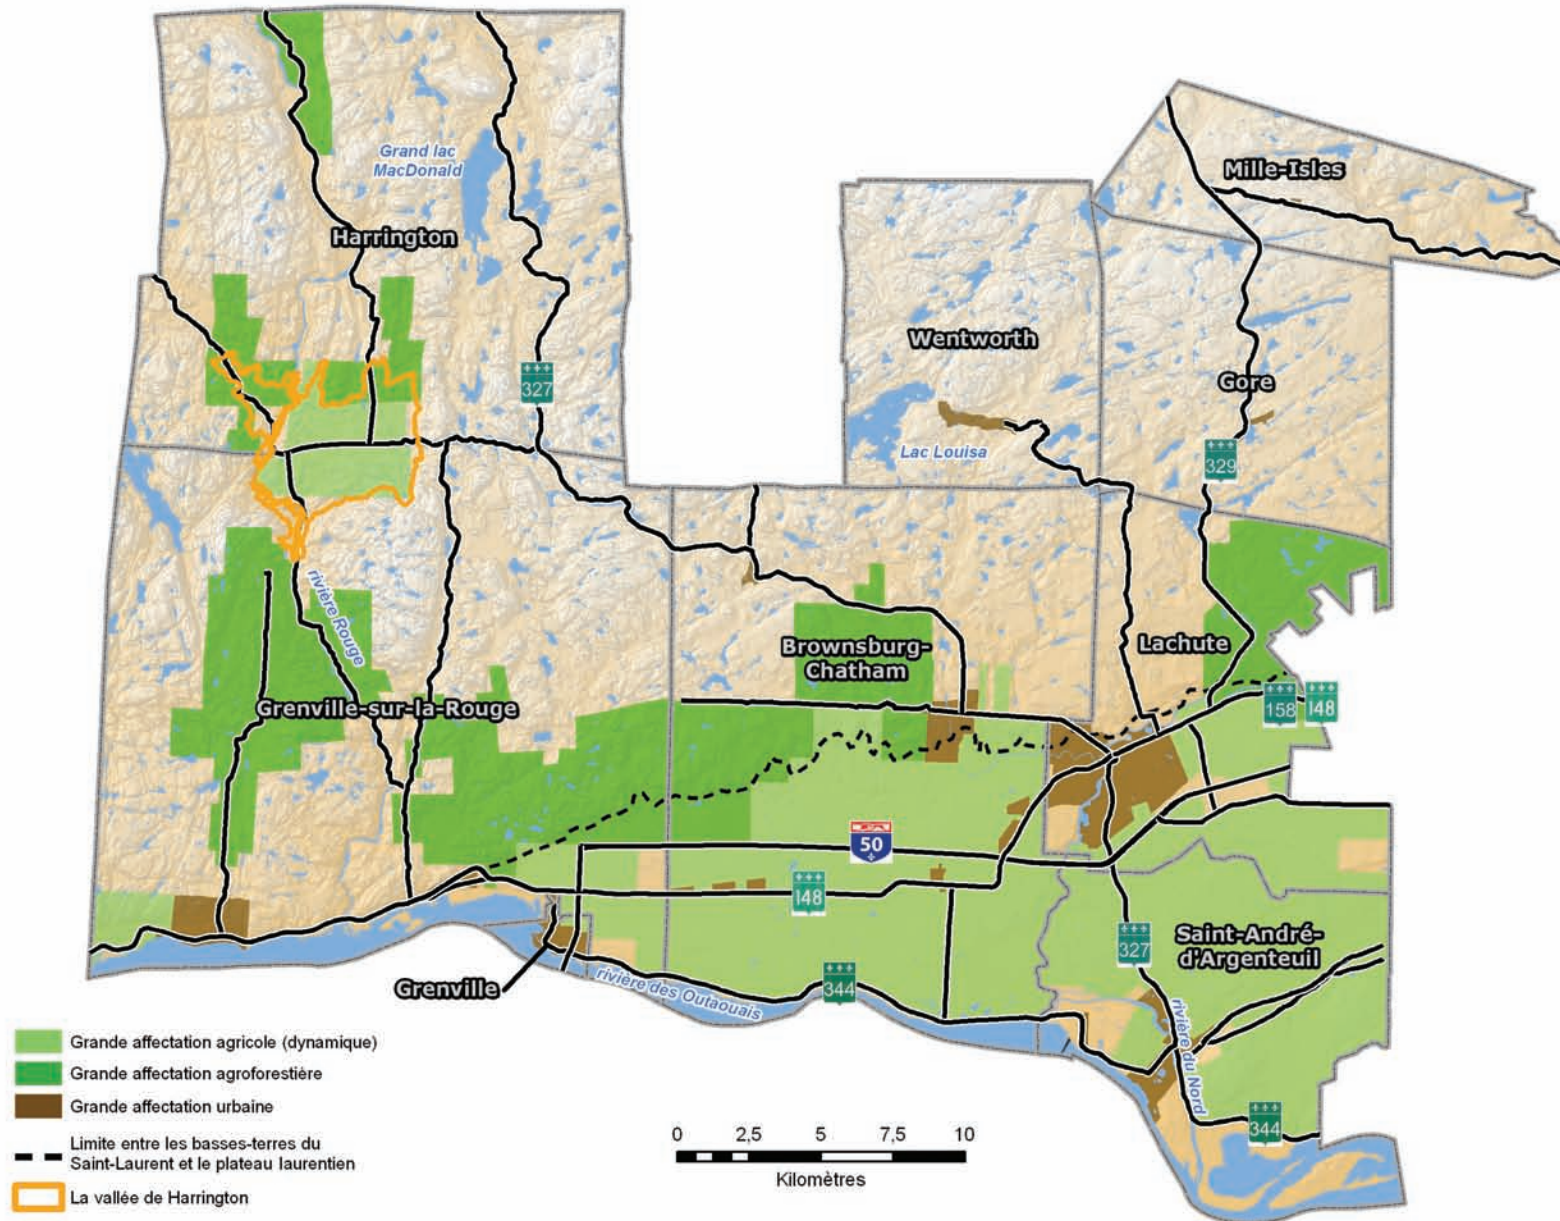 Grand lac
MacDonald
Mille-Isles
Harrington
Wentworth
327
Gore
Lac Louisa
329
rivière Rouge
Brownsburg-
Chatham
Lachute
Grenville-sur-la-Rouge
158
148
50
148
327
Saint-André-
d'Argenteuil
Grenville
rivière des Outaouais
344
rivière du Nord
344
Grande affectation agricole (dynamique)
Grande affectation agroforestière
Grande affectation urbaine
Limite entre les basses-terres du
Saint-Laurent et le plateau laurentien
La vallée de Harrington
0 2,5 5 7,5 10
Kilomètres